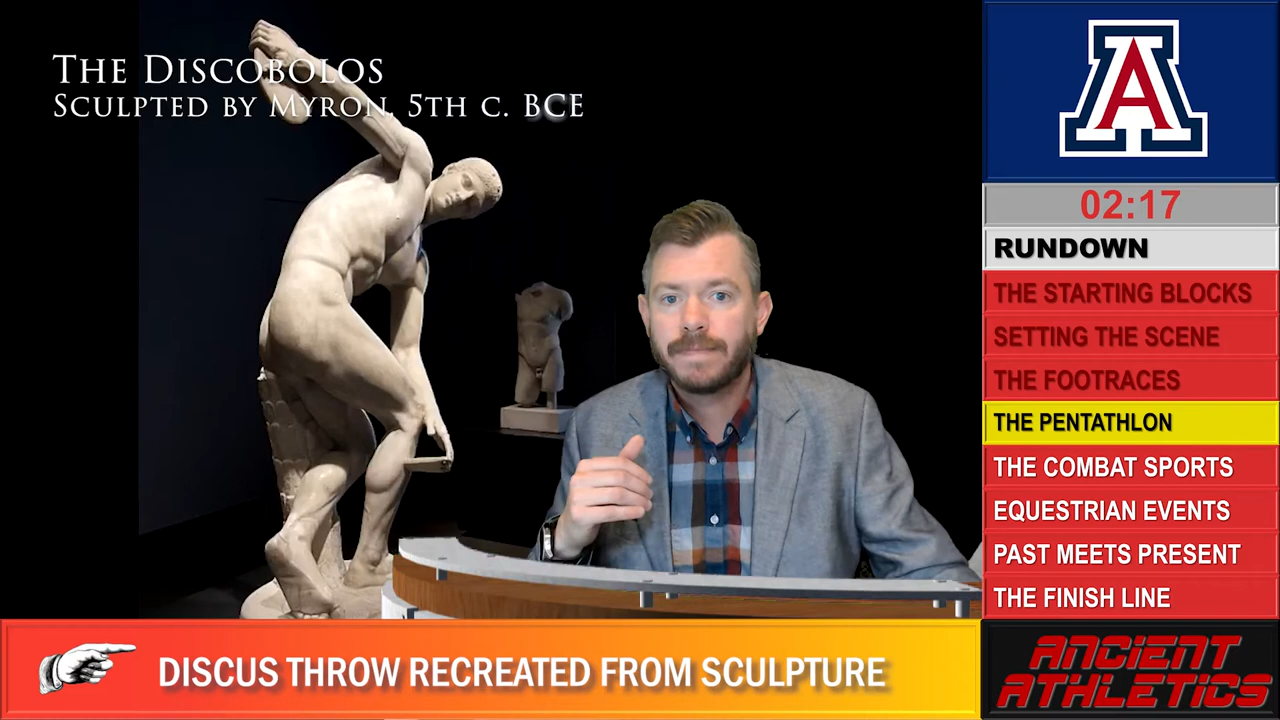 THE DISCOBOLOS
SCULPTED BY MYRON, 5TH C. BCE
A
02:17
RUNDOWN
THE STARTING BLOCKS
SETTING THE SCENE
THE FOOTRACES
THE PENTATHLON
THE COMBAT SPORTS
EQUESTRIAN EVENTS
PAST MEETS PRESENT
THE FINISH LINE
DISCUS THROW RECREATED FROM SCULPTURE
ANCIENT
ATHLETICS